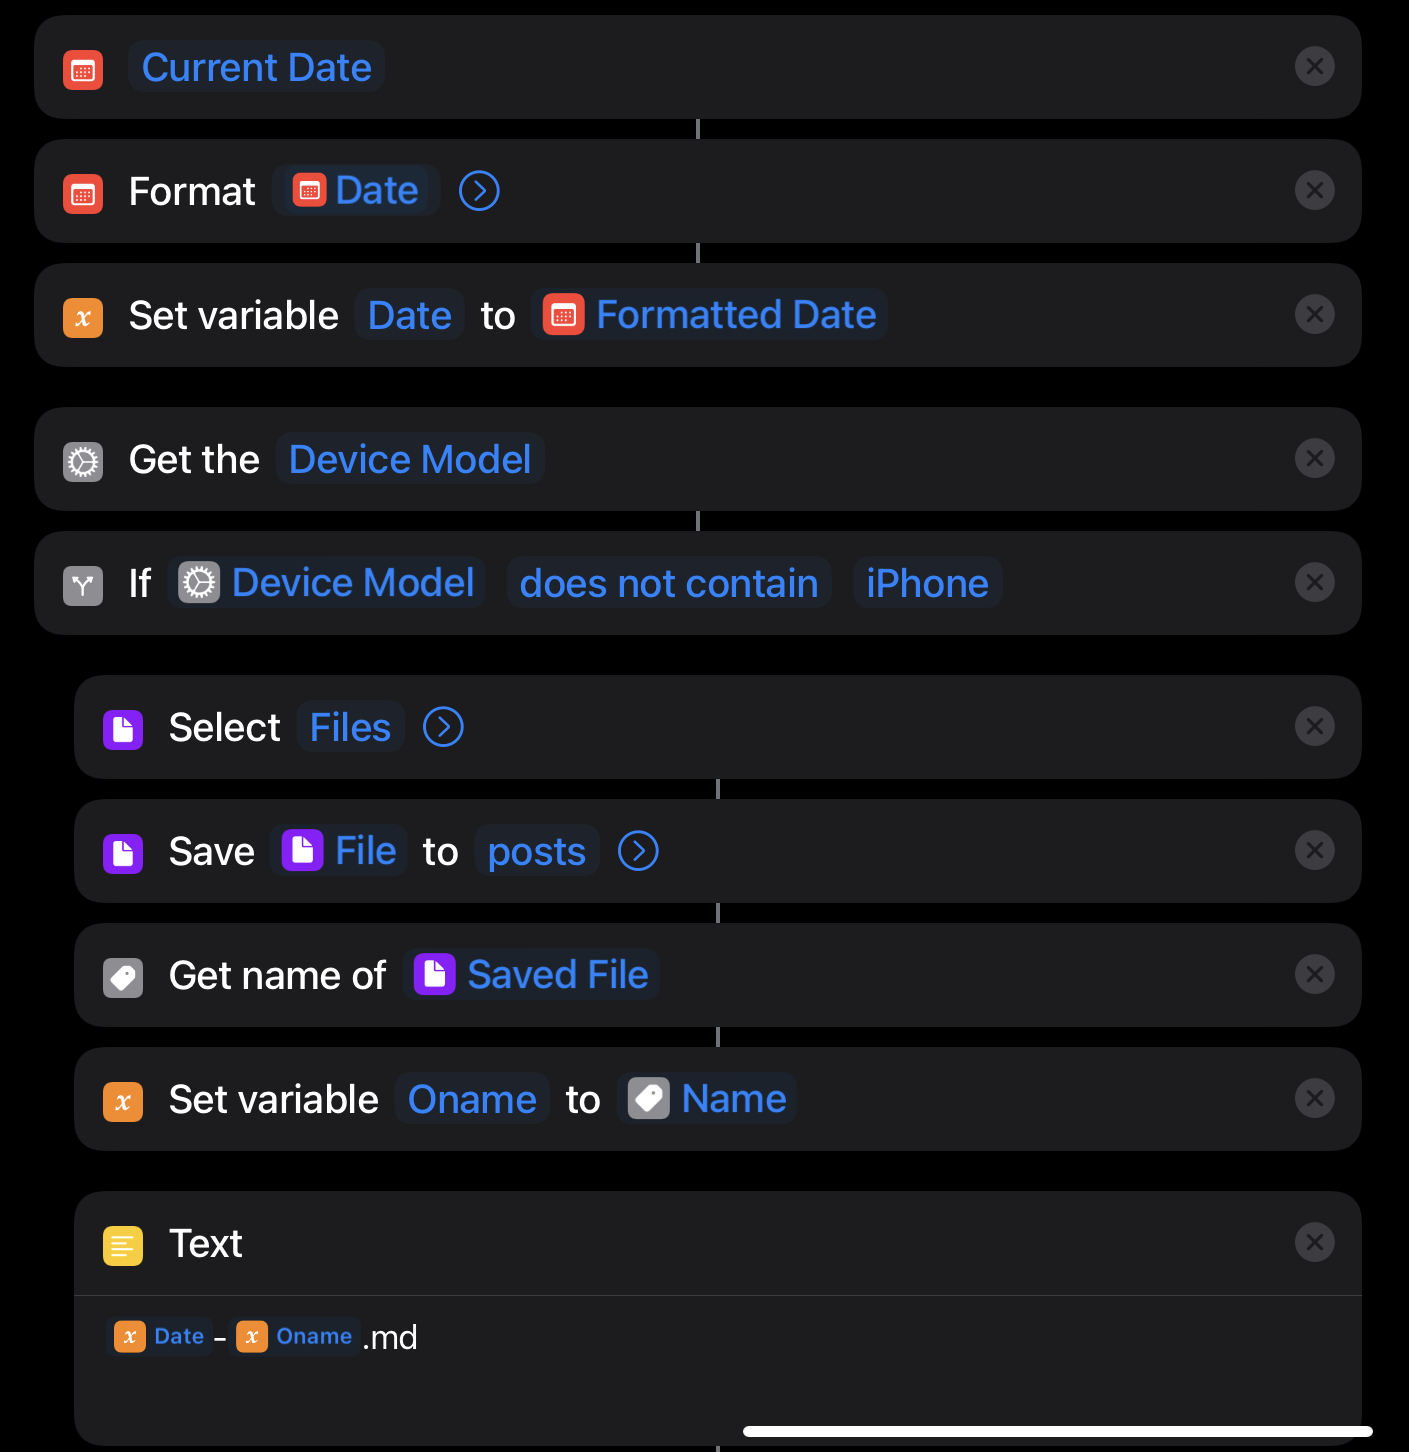 Current Date
Format Date
Set variable Date to Formatted Date
Get the Device Model
If Device Model does not contain iPhone
Select Files
Save File to posts
Get name of Saved File
Set variable Oname to Name
Text
Date-Oname.md